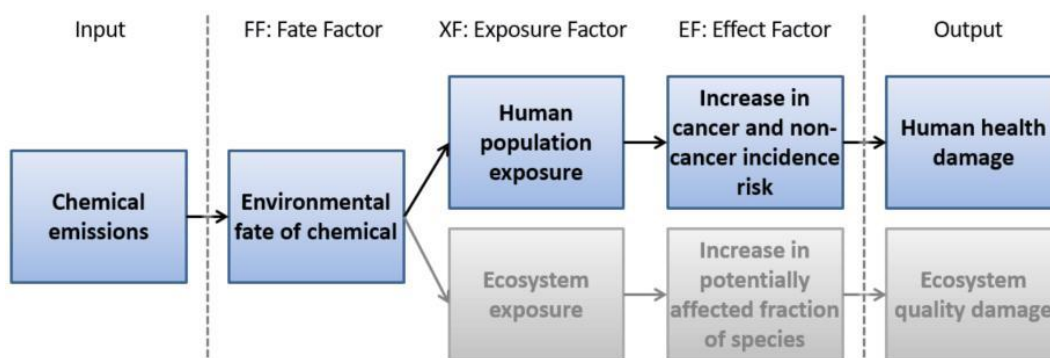 Input
FF: Fate Factor
XF: Exposure Factor
EF: Effect Factor
Output
Chemical
emissions
Environmental
fate of chemical
Human
population
exposure
Increase in
cancer and non-
cancer incidence
risk
Human health
damage
Ecosystem
exposure
Increase in
potentially
affected fraction
of species
Ecosystem
quality damage